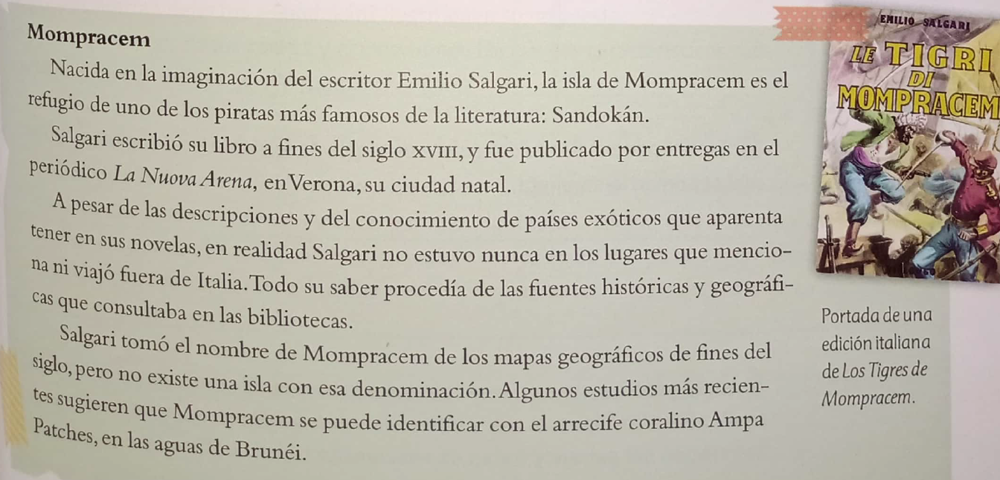 Mompracem
Nacida en la imaginación del escritor Emilio Salgari, la isla de Mompracem es el
refugio de uno de los piratas más famosos de la literatura: Sandokán.
Salgari escribió su libro a fines del siglo XVIII, y fue publicado por entregas en el
periódico La Nuova Arena, en Verona, su ciudad natal.
A pesar de las descripciones y del conocimiento de países exóticos que aparenta
tener en sus novelas, en realidad Salgari no estuvo nunca en los lugares que mencio-
na ni viajó fuera de Italia. Todo su saber procedía de las fuentes históricas y geográfi-
cas que consultaba en las bibliotecas.
Salgari tomó el nombre de Mompracem de los mapas geográficos de fines del
siglo, pero no existe una isla con esa denominación. Algunos estudios más recien-
tes sugieren que Mompracem se puede identificar con el arrecife coralino Ampa
Patches, en las aguas de Brunéi.
EMILIO SALGARI
LE TIGRI
DI
MOMPRACEM
Portada de una
edición italiana
de Los Tigres de
Mompracem.